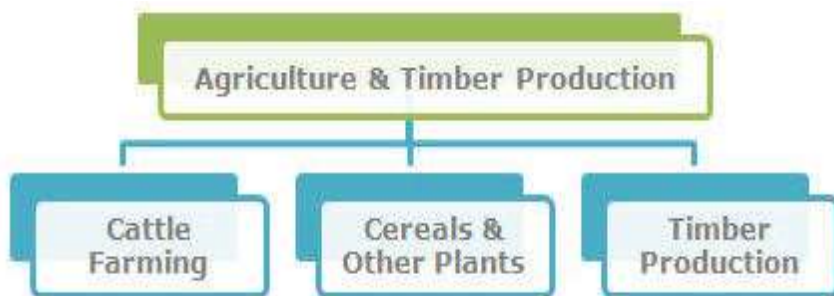 Agriculture & Timber Production
Cattle
Farming
Cereals &
Other Plants
Timber
Production